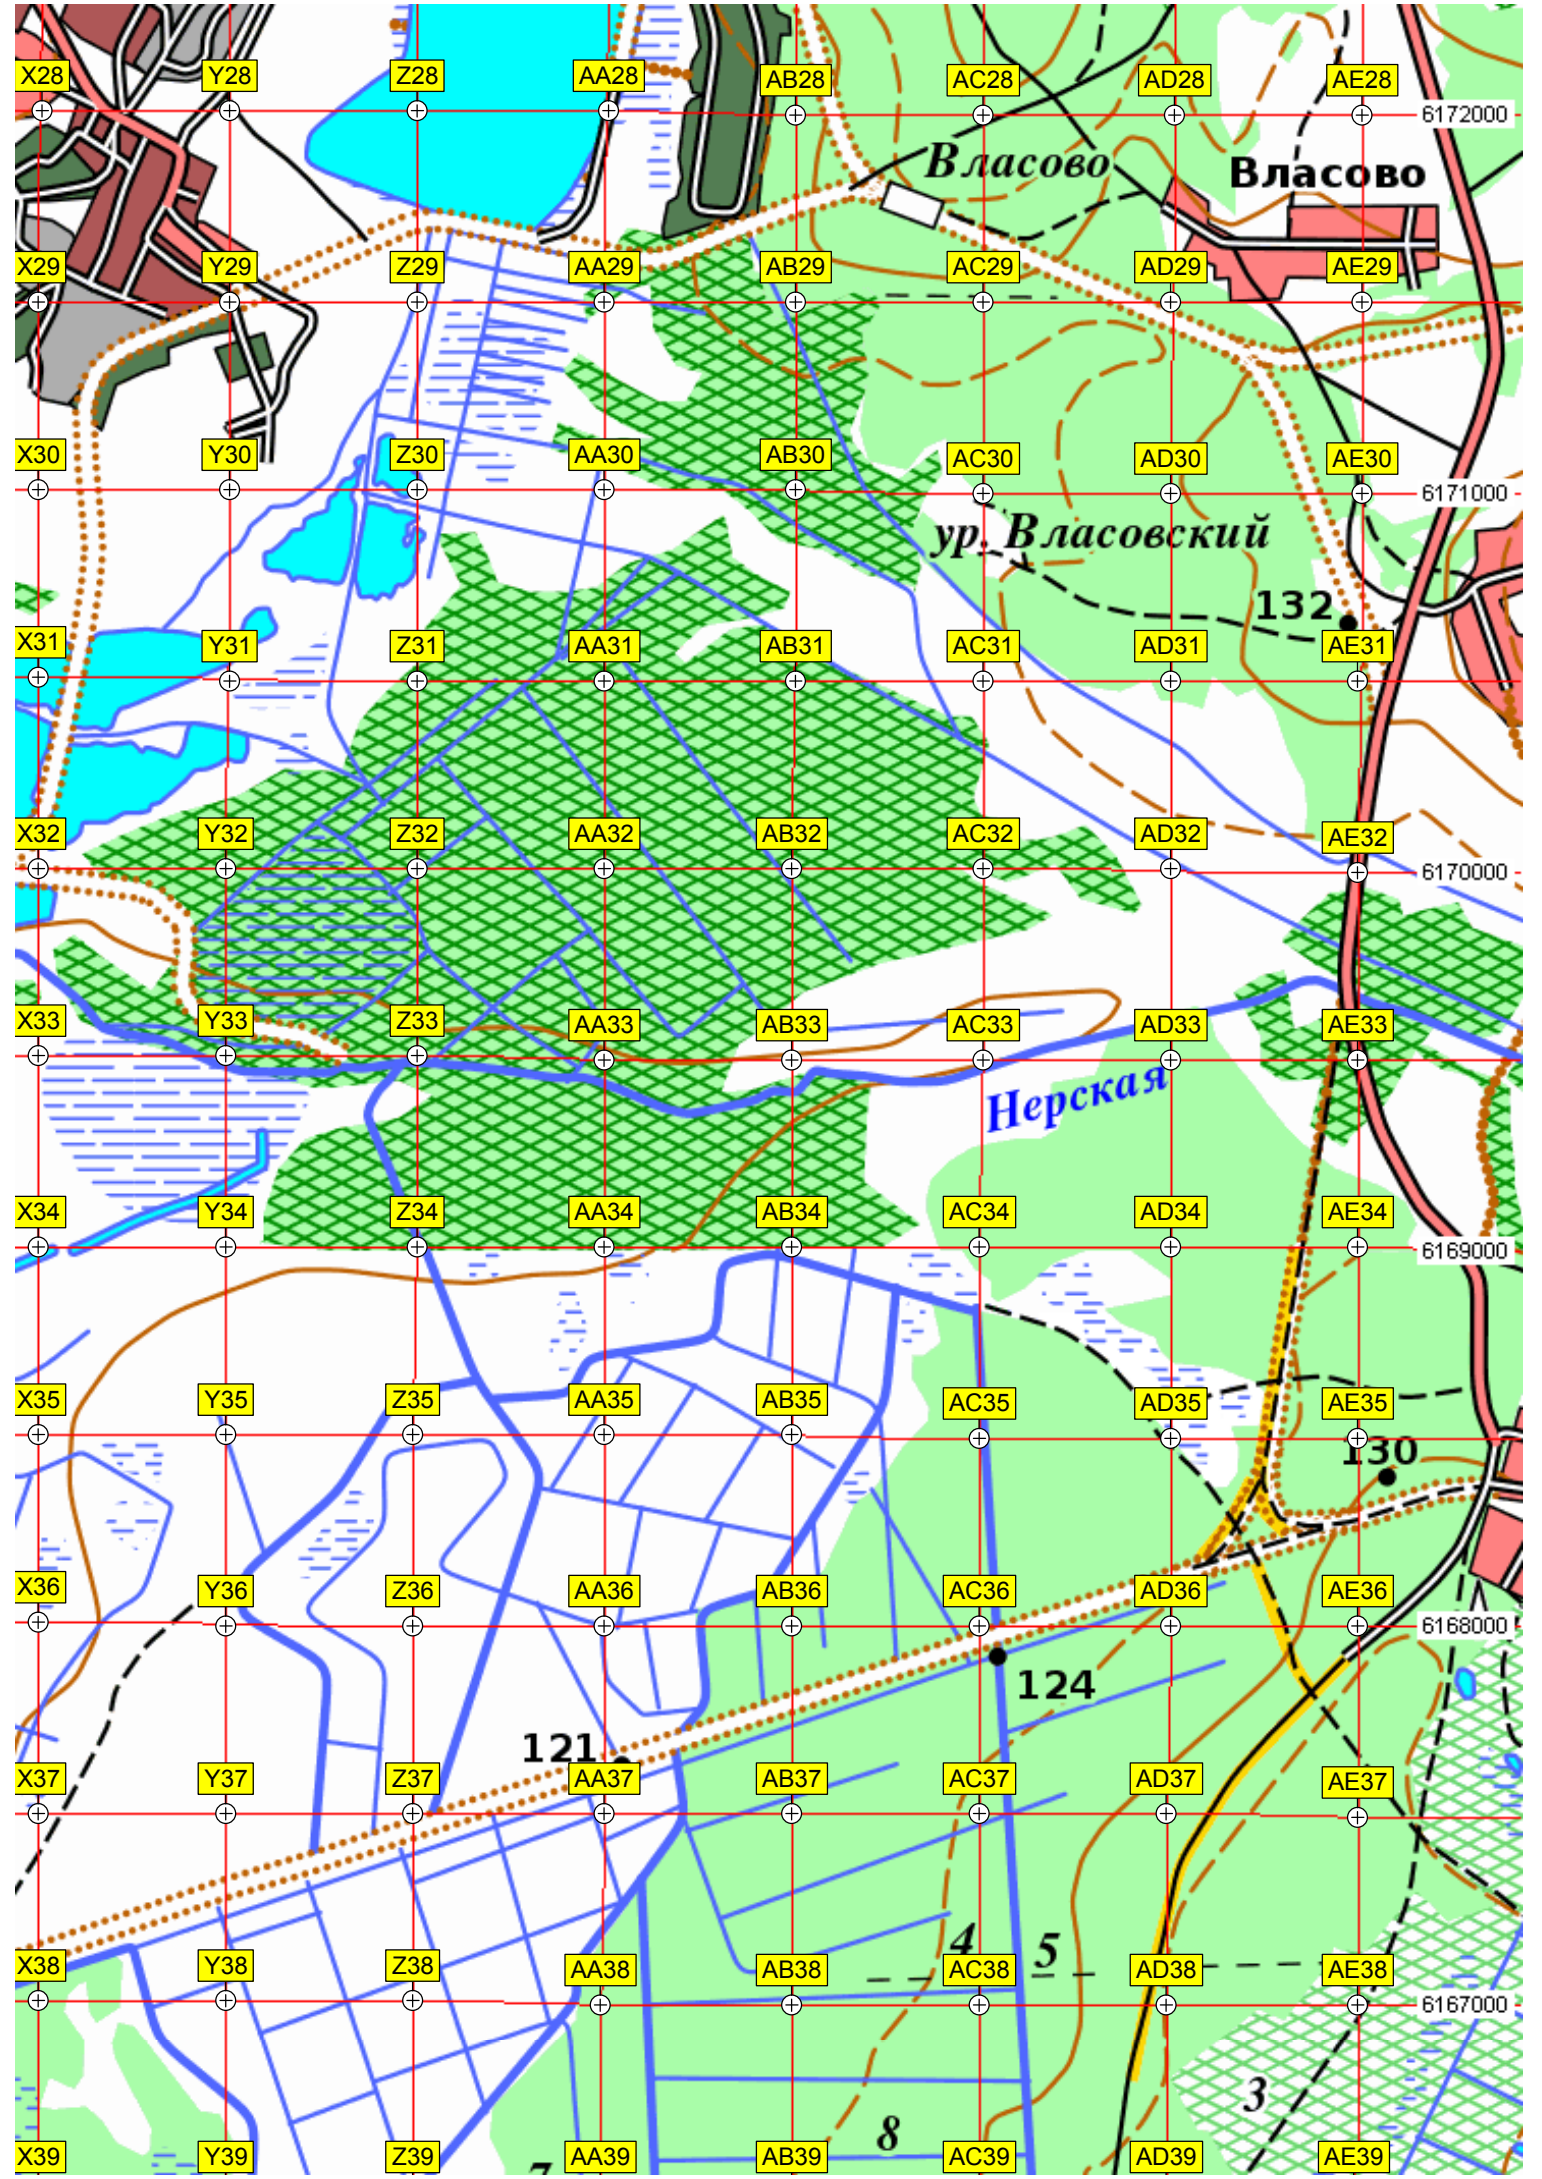 X28 Y28 Z28 AA28 AB28 AC28 AD28 AE28
6172000
Власово Власово
X29 Y29 Z29 AA29 AB29 AC29 AD29 AE29
X30 Y30 Z30 AA30 AB30 AC30 AD30 AE30
6171000
ур. Власовский
132
X31 Y31 Z31 AA31 AB31 AC31 AD31 AE31
X32 Y32 Z32 AA32 AB32 AC32 AD32 AE32
6170000
X33 Y33 Z33 AA33 AB33 AC33 AD33 AE33
Нерская
X34 Y34 Z34 AA34 AB34 AC34 AD34 AE34
6169000
X35 Y35 Z35 AA35 AB35 AC35 AD35 AE35
130
X36 Y36 Z36 AA36 AB36 AC36 AD36 AE36
6168000
124
121
X37 Y37 Z37 AA37 AB37 AC37 AD37 AE37
4 5
X38 Y38 Z38 AA38 AB38 AC38 AD38 AE38
6167000
3
8
X39 Y39 Z39 AA39 AB39 AC39 AD39 AE39
7